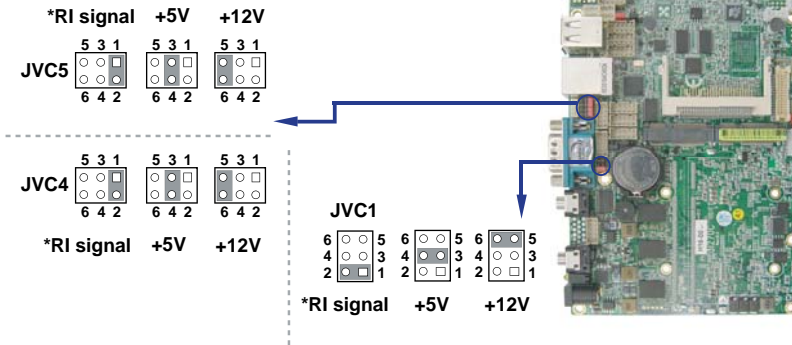 *RI signal +5V +12V
5 3 1 5 3 1 5 3 1
JVC5
6 4 2 6 4 2 6 4 2
5 3 1 5 3 1 5 3 1
JVC4
6 4 2 6 4 2 6 4 2
*RI signal +5V +12V
JVC1
6 5 6 5 6 5
4 3 4 3 4 3
2 1 2 1 2 1
*RI signal +5V +12V